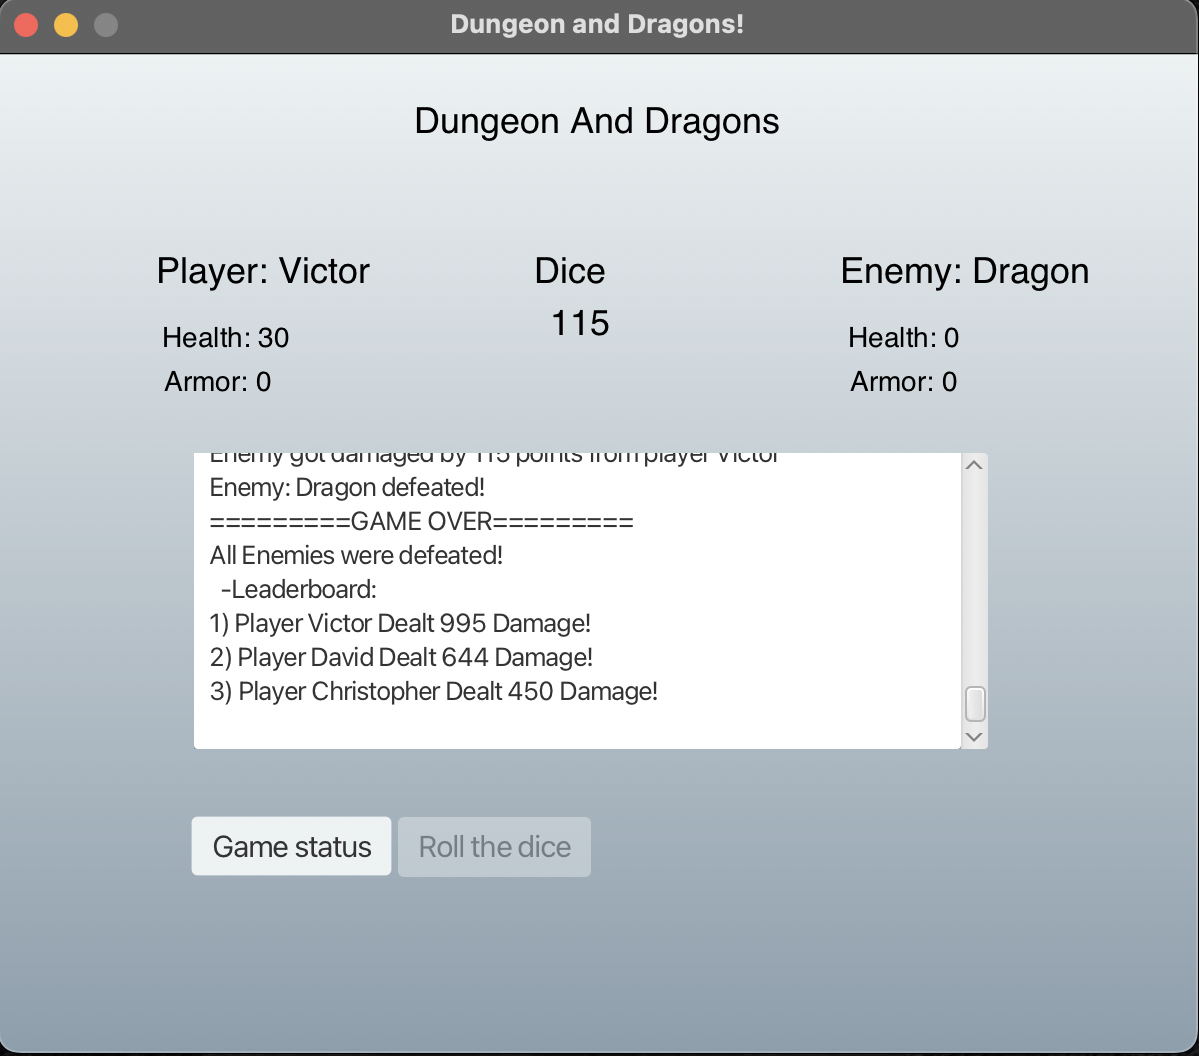 Dungeon and Dragons!
Dungeon And Dragons
Player: Victor
Dice
Enemy: Dragon
115
Health: 30
Health: 0
Armor: 0
Armor: 0
Enemy got damaged by 115 points from player Victor
Enemy: Dragon defeated!
=========GAME OVER=========
All Enemies were defeated!
-Leaderboard:
1) Player Victor Dealt 995 Damage!
2) Player David Dealt 644 Damage!
3) Player Christopher Dealt 450 Damage!
Game status
Roll the dice